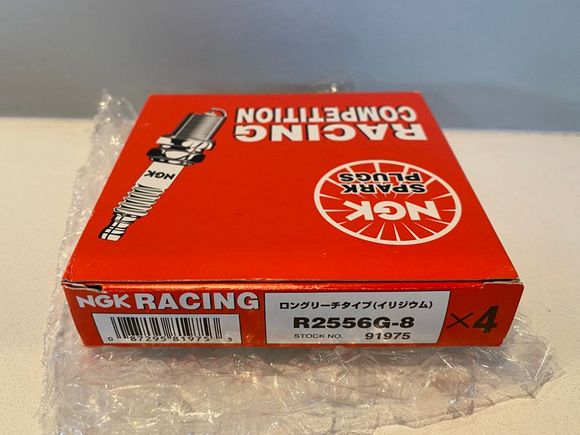 RACING
COMPETITION
NGK
SPARK
PLUGS
NGK
NGK RACING
ロングリーチタイプ(イリジウム)
R2556G-8
STOCK NO. 91975
×4
0 87295 81975 3